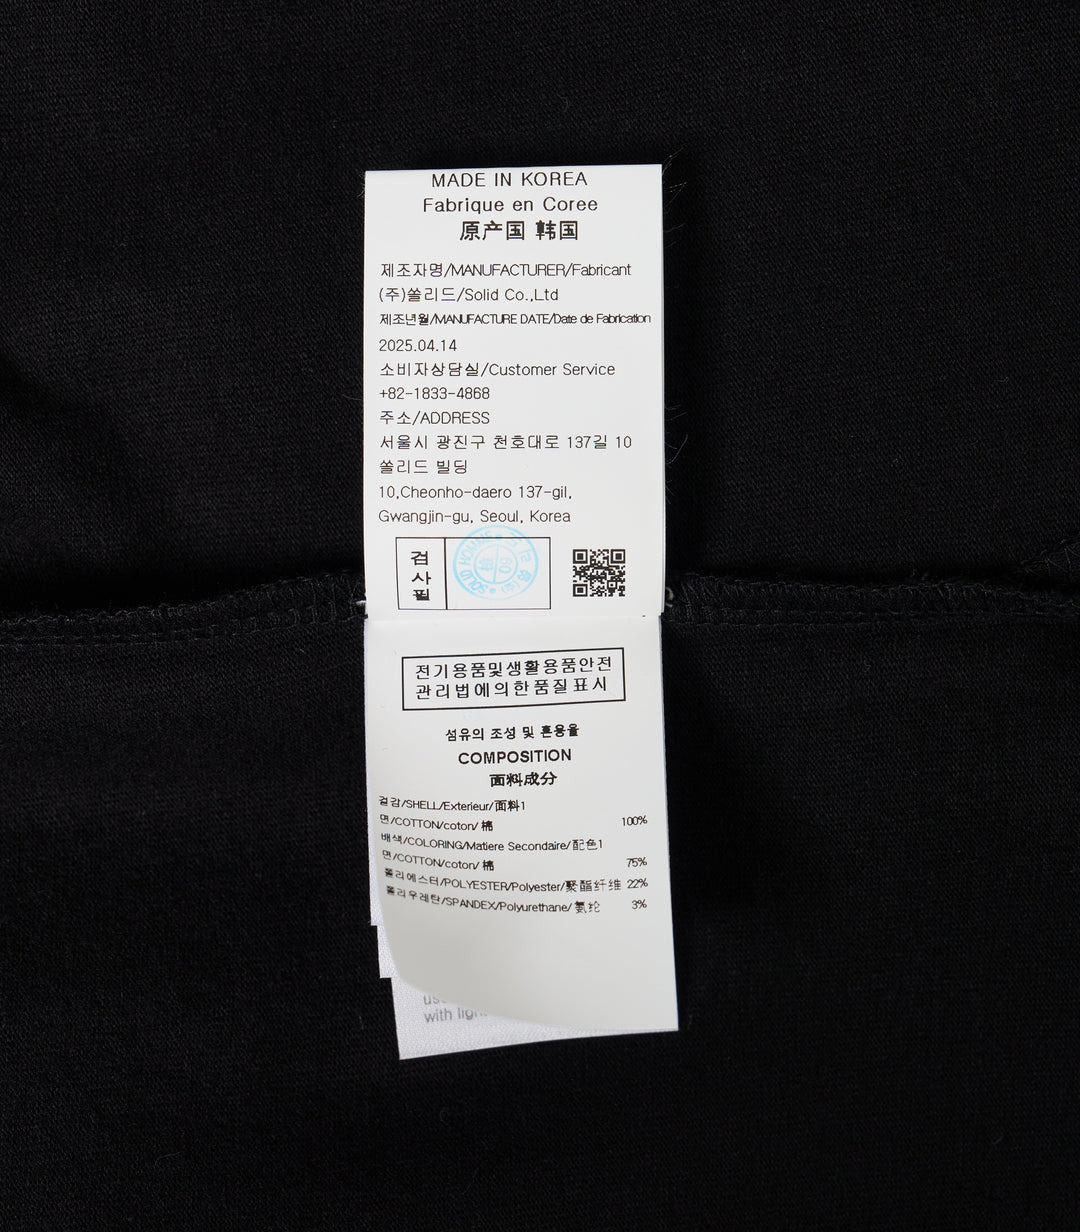 MADE IN KOREA
Fabrique en Coree
原产国 韩国
제조자명/MANUFACTURER/Fabricant
(주)쏠리드/Solid Co.,Ltd
제조년월/MANUFACTURE DATE/Date de Fabrication
2025.04.14
소비자상담실/Customer Service
+82-1833-4868
주소/ADDRESS
서울시 광진구 천호대로 137길 10
쏠리드 빌딩
10,Cheonho-daero 137-gil,
Gwangjin-gu, Seoul, Korea
검사필
SOLID HOMME
전기용품및생활용품안전
관리법에의한품질표시
섬유의 조성 및 혼용율
COMPOSITION
面料成分
겉감/SHELL/Exterieur/面料1
면/COTTON/coton/ 棉 100%
배색/COLORING/Matiere Secondaire/配色1
면/COTTON/coton/ 棉 75%
폴리에스터/POLYESTER/Polyester/聚酯纤维 22%
폴리우레탄/SPANDEX/Polyurethane/ 氨纶 3%
with